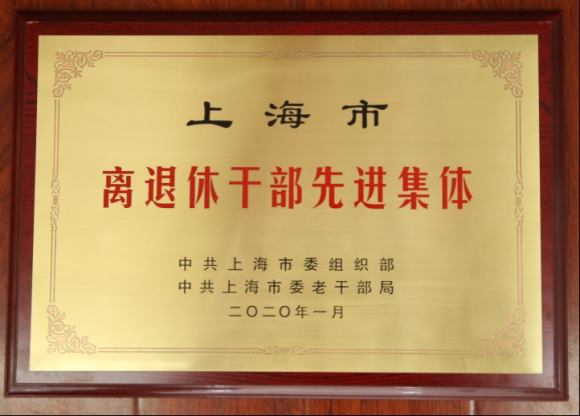 上海市
离退休干部先进集体
中共上海市委组织部
中共上海市委老干部局
二〇二〇年一月